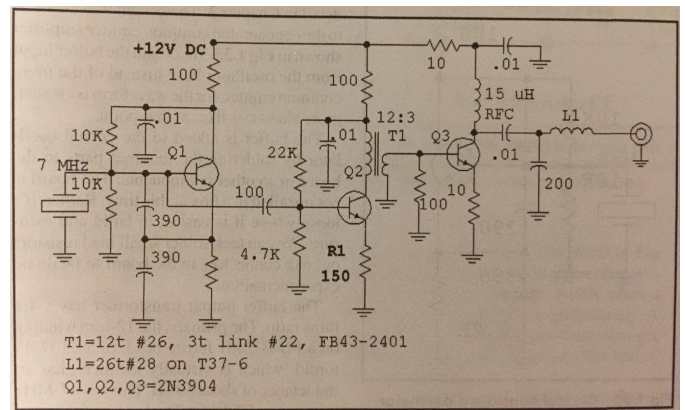 +12V DC
100
100
10
.01
15 uH
RFC
L1
10K
.01
Q1
.01
12:3
T1
Q3
.01
7 MHz
22K
Q2
10K
100
100
10
200
390
390
4.7K
R1
150
T1=12t #26, 3t link #22, FB43-2401
L1=26t#28 on T37-6
Q1,Q2,Q3=2N3904